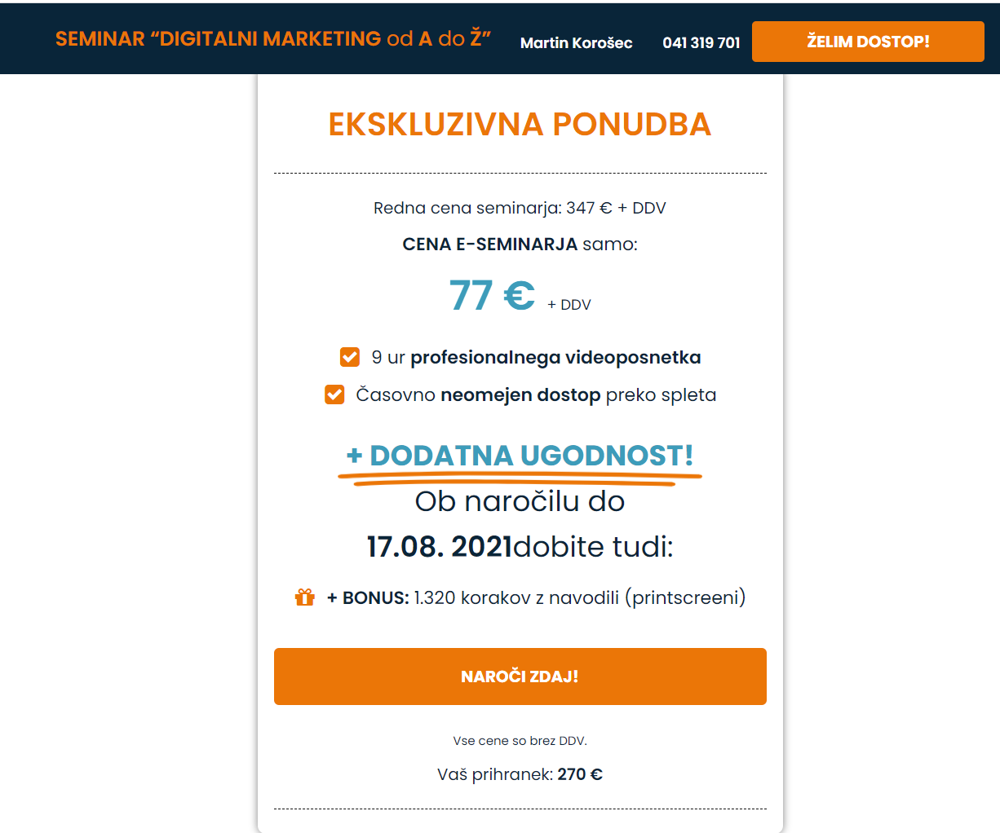 SEMINAR “DIGITALNI MARKETING od A do Ž” Martin Korošec 041 319 701 ŽELIM DOSTOP!
EKSKLUZIVNA PONUDBA
Redna cena seminarja: 347 € + DDV
CENA E-SEMINARJA samo:
77 € + DDV
9 ur profesionalnega videoposnetka
Časovno neomejen dostop preko spleta
+ DODATNA UGODNOST!
Ob naročilu do
17.08. 2021dobite tudi:
+ BONUS: 1.320 korakov z navodili (printscreeni)
NAROČI ZDAJ!
Vse cene so brez DDV.
Vaš prihranek: 270 €